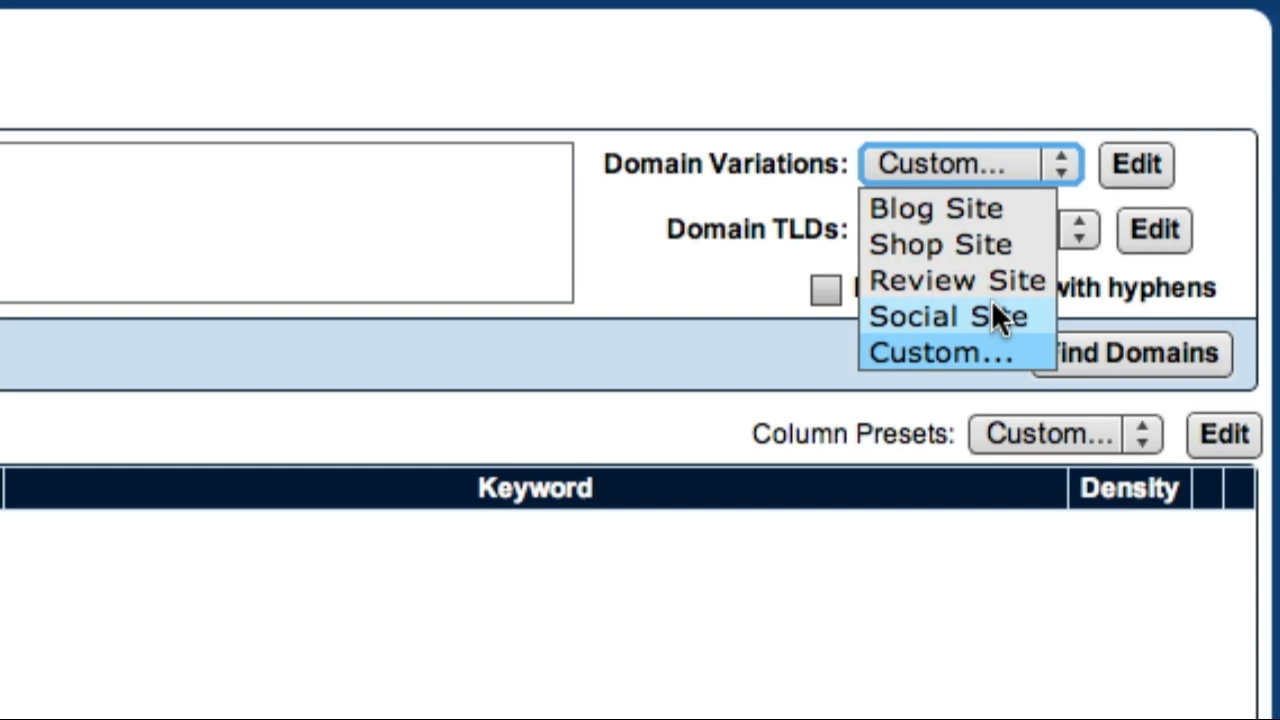 Domain Variations: Custom... Edit
Blog Site
Domain TLDs: Edit
Shop Site
Review Site
with hyphens
Social Site
Custom...
Find Domains
Column Presets: Custom... Edit
Keyword Density